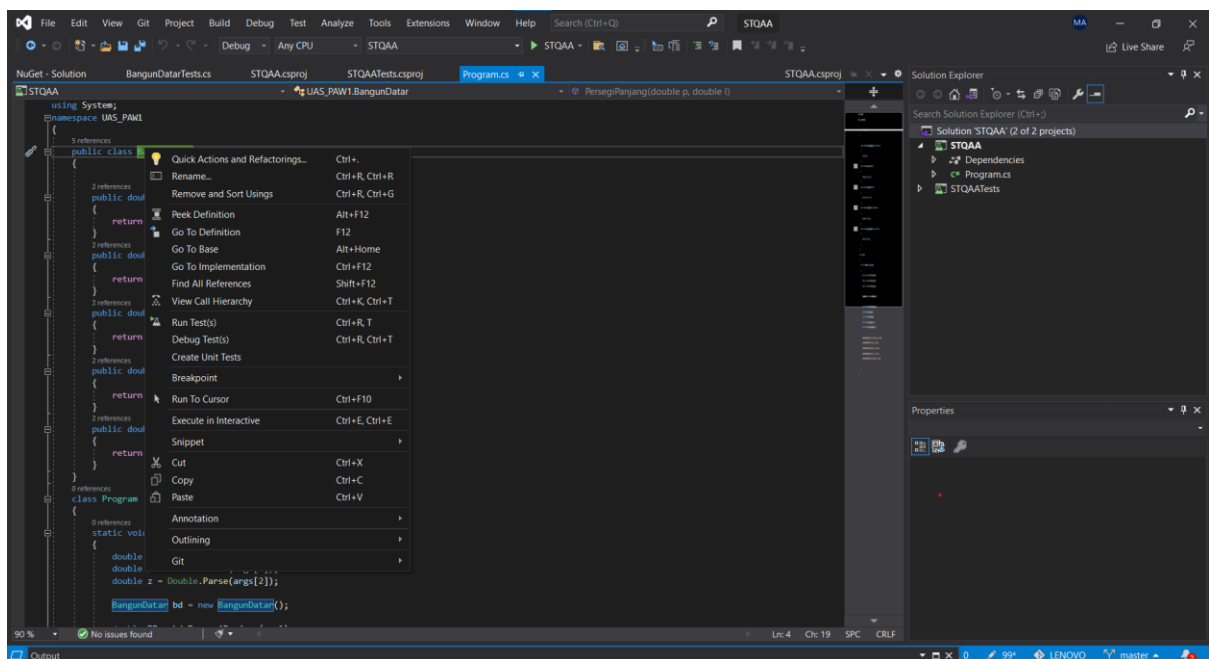 File Edit View Git Project Build Debug Test Analyze Tools Extensions Window Help Search (Ctrl+Q) STQAA MA
Debug Any CPU STQAA STQAA Live Share
NuGet - Solution BangunDatarTests.cs STQAA.csproj STQAATests.csproj Program.cs STQAA.csproj
STQAA UAS_PAW1.BangunDatar PersegiPanjang(double p, double l)
using System;
namespace UAS_PAW1
{
5 references
public class
{
2 references
public
{
return
}
2 references
public
{
return
}
2 references
public
{
return
}
2 references
public
{
return
}
2 references
public
{
return
}
}
0 references
class Program
{
0 references
static
{
double
double
double z = Double.Parse(args[2]);
BangunDatar bd = new BangunDatar();
Quick Actions and Refactorings... Ctrl+.
Rename... Ctrl+R, Ctrl+R
Remove and Sort Usings Ctrl+R, Ctrl+G
Peek Definition Alt+F12
Go To Definition F12
Go To Base Alt+Home
Go To Implementation Ctrl+F12
Find All References Shift+F12
View Call Hierarchy Ctrl+K, Ctrl+T
Run Test(s) Ctrl+R, T
Debug Test(s) Ctrl+R, Ctrl+T
Create Unit Tests
Breakpoint
Run To Cursor Ctrl+F10
Execute in Interactive Ctrl+E, Ctrl+E
Snippet
Cut Ctrl+X
Copy Ctrl+C
Paste Ctrl+V
Annotation
Outlining
Git
Solution Explorer
Search Solution Explorer (Ctrl+;)
Solution 'STQAA' (2 of 2 projects)
STQAA
Dependencies
C# Program.cs
STQAATests
Properties
90 % No issues found Ln: 4 Ch: 19 SPC CRLF
Output 0 99+ LENOVO master